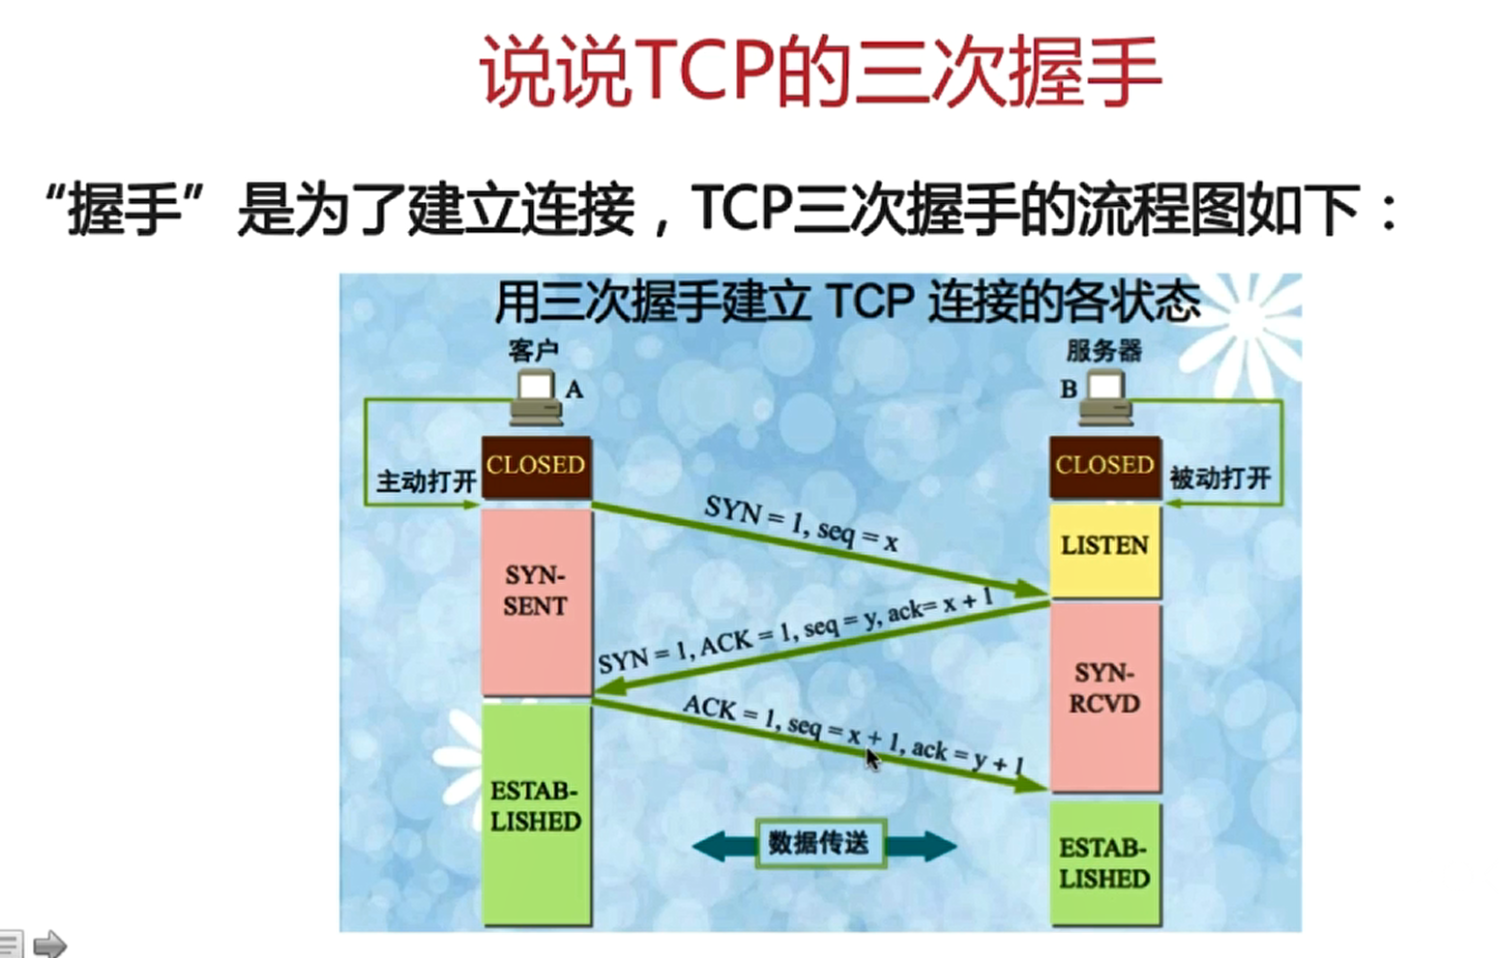 说说TCP的三次握手
“握手”是为了建立连接，TCP三次握手的流程图如下：
用三次握手建立 TCP 连接的各状态
客户
服务器
A
B
CLOSED
CLOSED
主动打开
被动打开
SYN = 1, seq = x
LISTEN
SYN-
SENT
SYN = 1, ACK = 1, seq = y, ack= x + 1
SYN-
RCVD
ACK = 1, seq = x + 1, ack = y + 1
ESTAB-
LISHED
数据传送
ESTAB-
LISHED